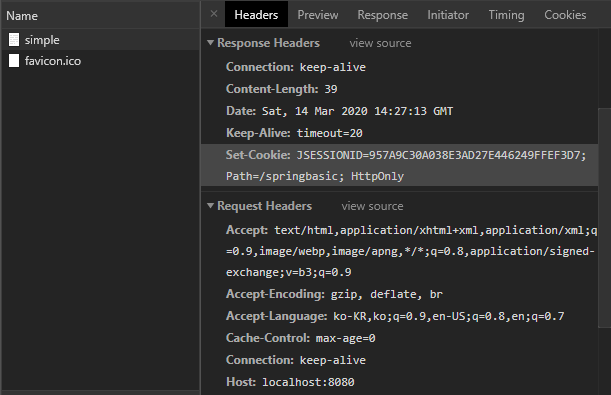 Name
simple
favicon.ico
× Headers Preview Response Initiator Timing Cookies
▼ Response Headers view source
Connection: keep-alive
Content-Length: 39
Date: Sat, 14 Mar 2020 14:27:13 GMT
Keep-Alive: timeout=20
Set-Cookie: JSESSIONID=957A9C30A038E3AD27E446249FFEF3D7;
Path=/springbasic; HttpOnly
▼ Request Headers view source
Accept: text/html,application/xhtml+xml,application/xml;q
=0.9,image/webp,image/apng,*/*;q=0.8,application/signed-
exchange;v=b3;q=0.9
Accept-Encoding: gzip, deflate, br
Accept-Language: ko-KR,ko;q=0.9,en-US;q=0.8,en;q=0.7
Cache-Control: max-age=0
Connection: keep-alive
Host: localhost:8080